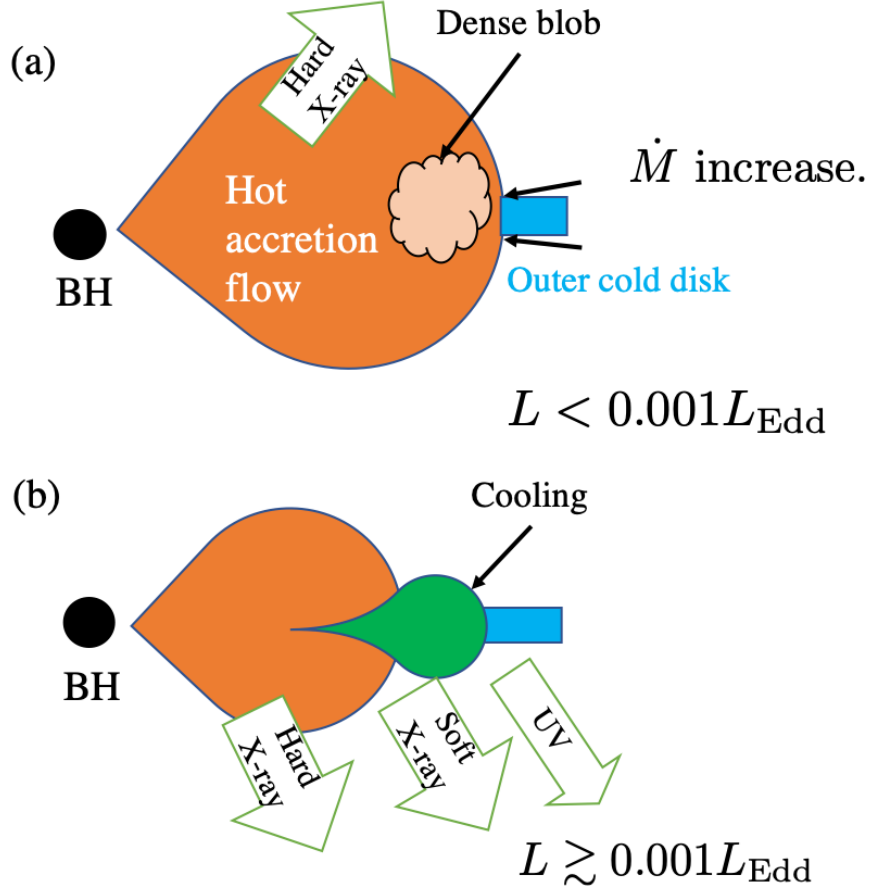 (a)
Dense blob
Hard
X-ray
Ṁ increase.
Hot
accretion
flow
BH
Outer cold disk
L < 0.001L_Edd
(b)
Cooling
BH
Hard
X-ray
Soft
X-ray
UV
L ≳ 0.001L_Edd